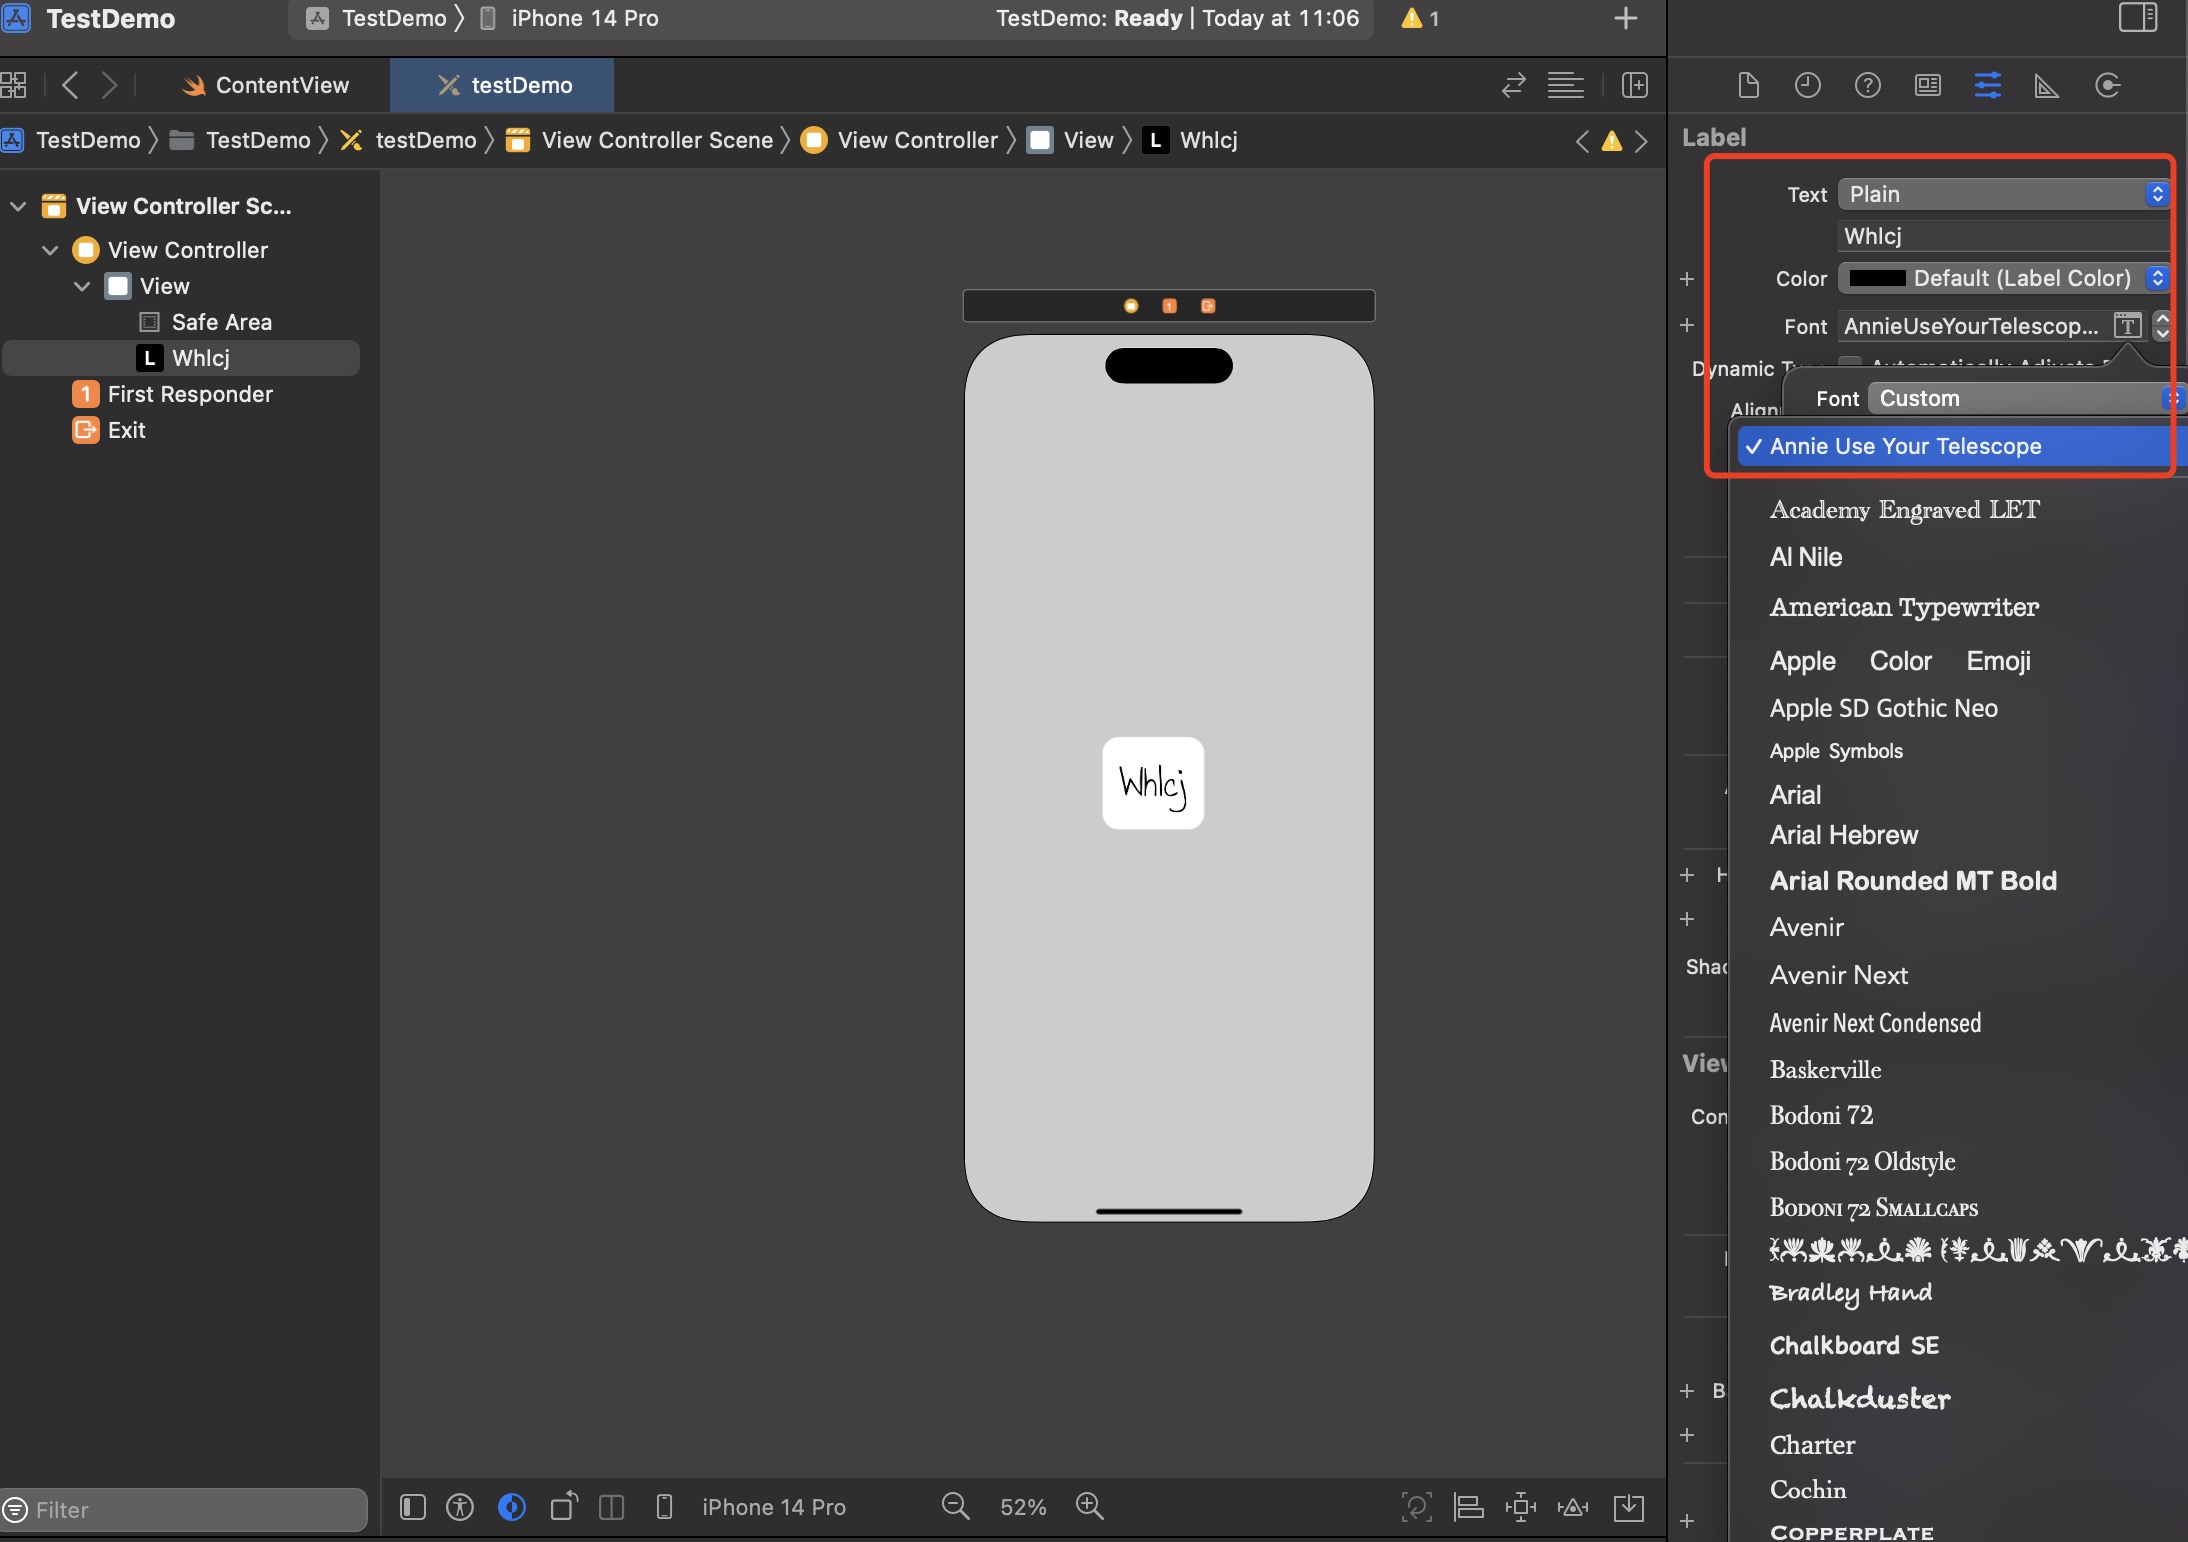 TestDemo
TestDemo 〉 iPhone 14 Pro
TestDemo: Ready | Today at 11:06
1
ContentView
testDemo
TestDemo 〉 TestDemo 〉 testDemo 〉 View Controller Scene 〉 View Controller 〉 View 〉 L Whlcj
View Controller Sc...
View Controller
View
Safe Area
L Whlcj
1 First Responder
Exit
Whlcj
Filter
iPhone 14 Pro
52%
Label
Text Plain
Whlcj
Color Default (Label Color)
Font AnnieUseYourTelescop...
Dynamic
Font Custom
✓ Annie Use Your Telescope
Academy Engraved LET
Al Nile
American Typewriter
Apple Color Emoji
Apple SD Gothic Neo
Apple Symbols
Arial
Arial Hebrew
Arial Rounded MT Bold
Avenir
Avenir Next
Avenir Next Condensed
Baskerville
Bodoni 72
Bodoni 72 Oldstyle
Bodoni 72 Smallcaps
Bradley Hand
Chalkboard SE
Chalkduster
Charter
Cochin
Copperplate